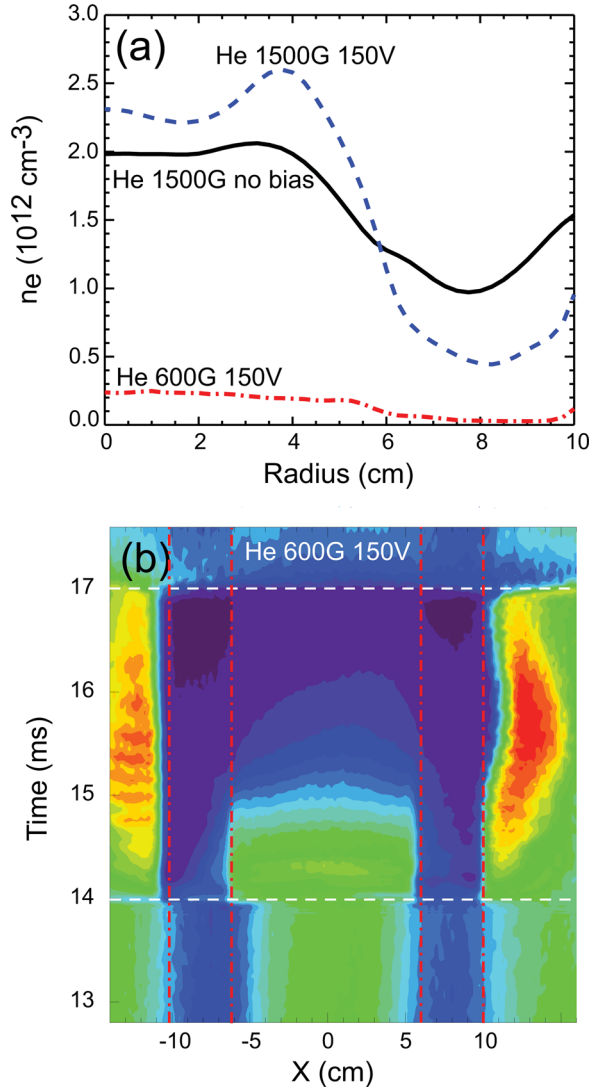 (a)
3.0
2.5
2.0
1.5
1.0
0.5
0.0
ne (10^12 cm-3)
He 1500G 150V
He 1500G no bias
He 600G 150V
0 2 4 6 8 10
Radius (cm)
(b)
He 600G 150V
17
16
15
14
13
Time (ms)
-10 -5 0 5 10
X (cm)